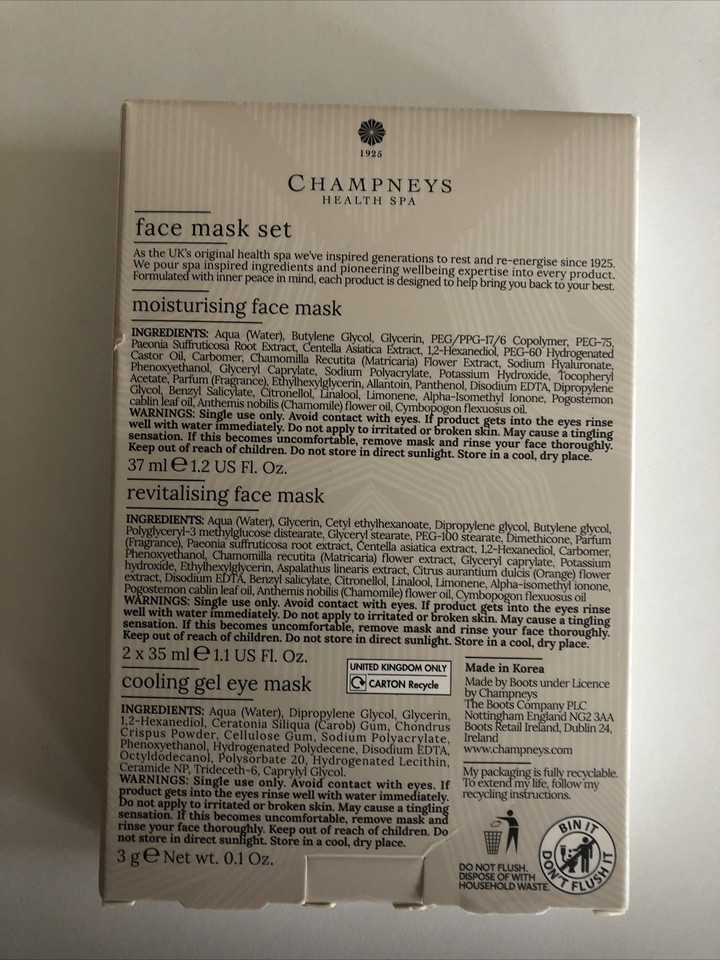 1925
CHAMPNEYS
HEALTH SPA
face mask set
As the UK's original health spa we've inspired generations to rest and re-energise since 1925.
We pour spa inspired ingredients and pioneering wellbeing expertise into every product.
Formulated with inner peace in mind, each product is designed to help bring you back to your best.
moisturising face mask
INGREDIENTS: Aqua (Water), Butylene Glycol, Glycerin, PEG/PPG-17/6 Copolymer, PEG-75,
Paeonia Suffruticosa Root Extract, Centella Asiatica Extract, 1,2-Hexanediol, PEG-60 Hydrogenated
Castor Oil, Carbomer, Chamomilla Recutita (Matricaria) Flower Extract, Sodium Hyaluronate,
Phenoxyethanol, Glyceryl Caprylate, Sodium Polyacrylate, Potassium Hydroxide, Tocopheryl
Acetate, Parfum (Fragrance), Ethylhexylglycerin, Allantoin, Panthenol, Disodium EDTA, Dipropylene
Glycol, Benzyl Salicylate, Citronellol, Linalool, Limonene, Alpha-Isomethyl Ionone, Pogostemon
cablin leaf oil, Anthemis nobilis (Chamomile) flower oil, Cymbopogon flexuosus oil.
WARNINGS: Single use only. Avoid contact with eyes. If product gets into the eyes rinse
well with water immediately. Do not apply to irritated or broken skin. May cause a tingling
sensation. If this becomes uncomfortable, remove mask and rinse your face thoroughly.
Keep out of reach of children. Do not store in direct sunlight. Store in a cool, dry place.
37 ml ℮ 1.2 US Fl. Oz.
revitalising face mask
INGREDIENTS: Aqua (Water), Glycerin, Cetyl ethylhexanoate, Dipropylene glycol, Butylene glycol,
Polyglyceryl-3 methylglucose distearate, Glyceryl stearate, PEG-100 stearate, Dimethicone, Parfum
(Fragrance), Paeonia suffruticosa root extract, Centella asiatica extract, 1,2-Hexanediol, Carbomer,
Phenoxyethanol, Chamomilla recutita (Matricaria) flower extract, Glyceryl caprylate, Potassium
hydroxide, Ethylhexylglycerin, Aspalathus linearis extract, Citrus aurantium dulcis (Orange) flower
extract, Disodium EDTA, Benzyl salicylate, Citronellol, Linalool, Limonene, Alpha-isomethyl ionone,
Pogostemon cablin leaf oil, Anthemis nobilis (Chamomile) flower oil, Cymbopogon flexuosus oil
WARNINGS: Single use only. Avoid contact with eyes. If product gets into the eyes rinse
well with water immediately. Do not apply to irritated or broken skin. May cause a tingling
sensation. If this becomes uncomfortable, remove mask and rinse your face thoroughly.
Keep out of reach of children. Do not store in direct sunlight. Store in a cool, dry place.
2 x 35 ml ℮ 1.1 US Fl. Oz.
cooling gel eye mask
INGREDIENTS: Aqua (Water), Dipropylene Glycol, Glycerin,
1,2-Hexanediol, Ceratonia Siliqua (Carob) Gum, Chondrus
Crispus Powder, Cellulose Gum, Sodium Polyacrylate,
Phenoxyethanol, Hydrogenated Polydecene, Disodium EDTA,
Octyldodecanol, Polysorbate 20, Hydrogenated Lecithin,
Ceramide NP, Trideceth-6, Caprylyl Glycol.
WARNINGS: Single use only. Avoid contact with eyes. If
product gets into the eyes rinse well with water immediately.
Do not apply to irritated or broken skin. May cause a tingling
sensation. If this becomes uncomfortable, remove mask and
rinse your face thoroughly. Keep out of reach of children. Do
not store in direct sunlight. Store in a cool, dry place.
3 g ℮ Net wt. 0.1 Oz.
UNITED KINGDOM ONLY
CARTON Recycle
Made in Korea
Made by Boots under Licence
by Champneys
The Boots Company PLC
Nottingham England NG2 3AA
Boots Retail Ireland, Dublin 24,
Ireland
www.champneys.com
My packaging is fully recyclable.
To extend my life, follow my
recycling instructions.
DO NOT FLUSH.
DISPOSE OF WITH
HOUSEHOLD WASTE.
BIN IT
DON'T FLUSH IT